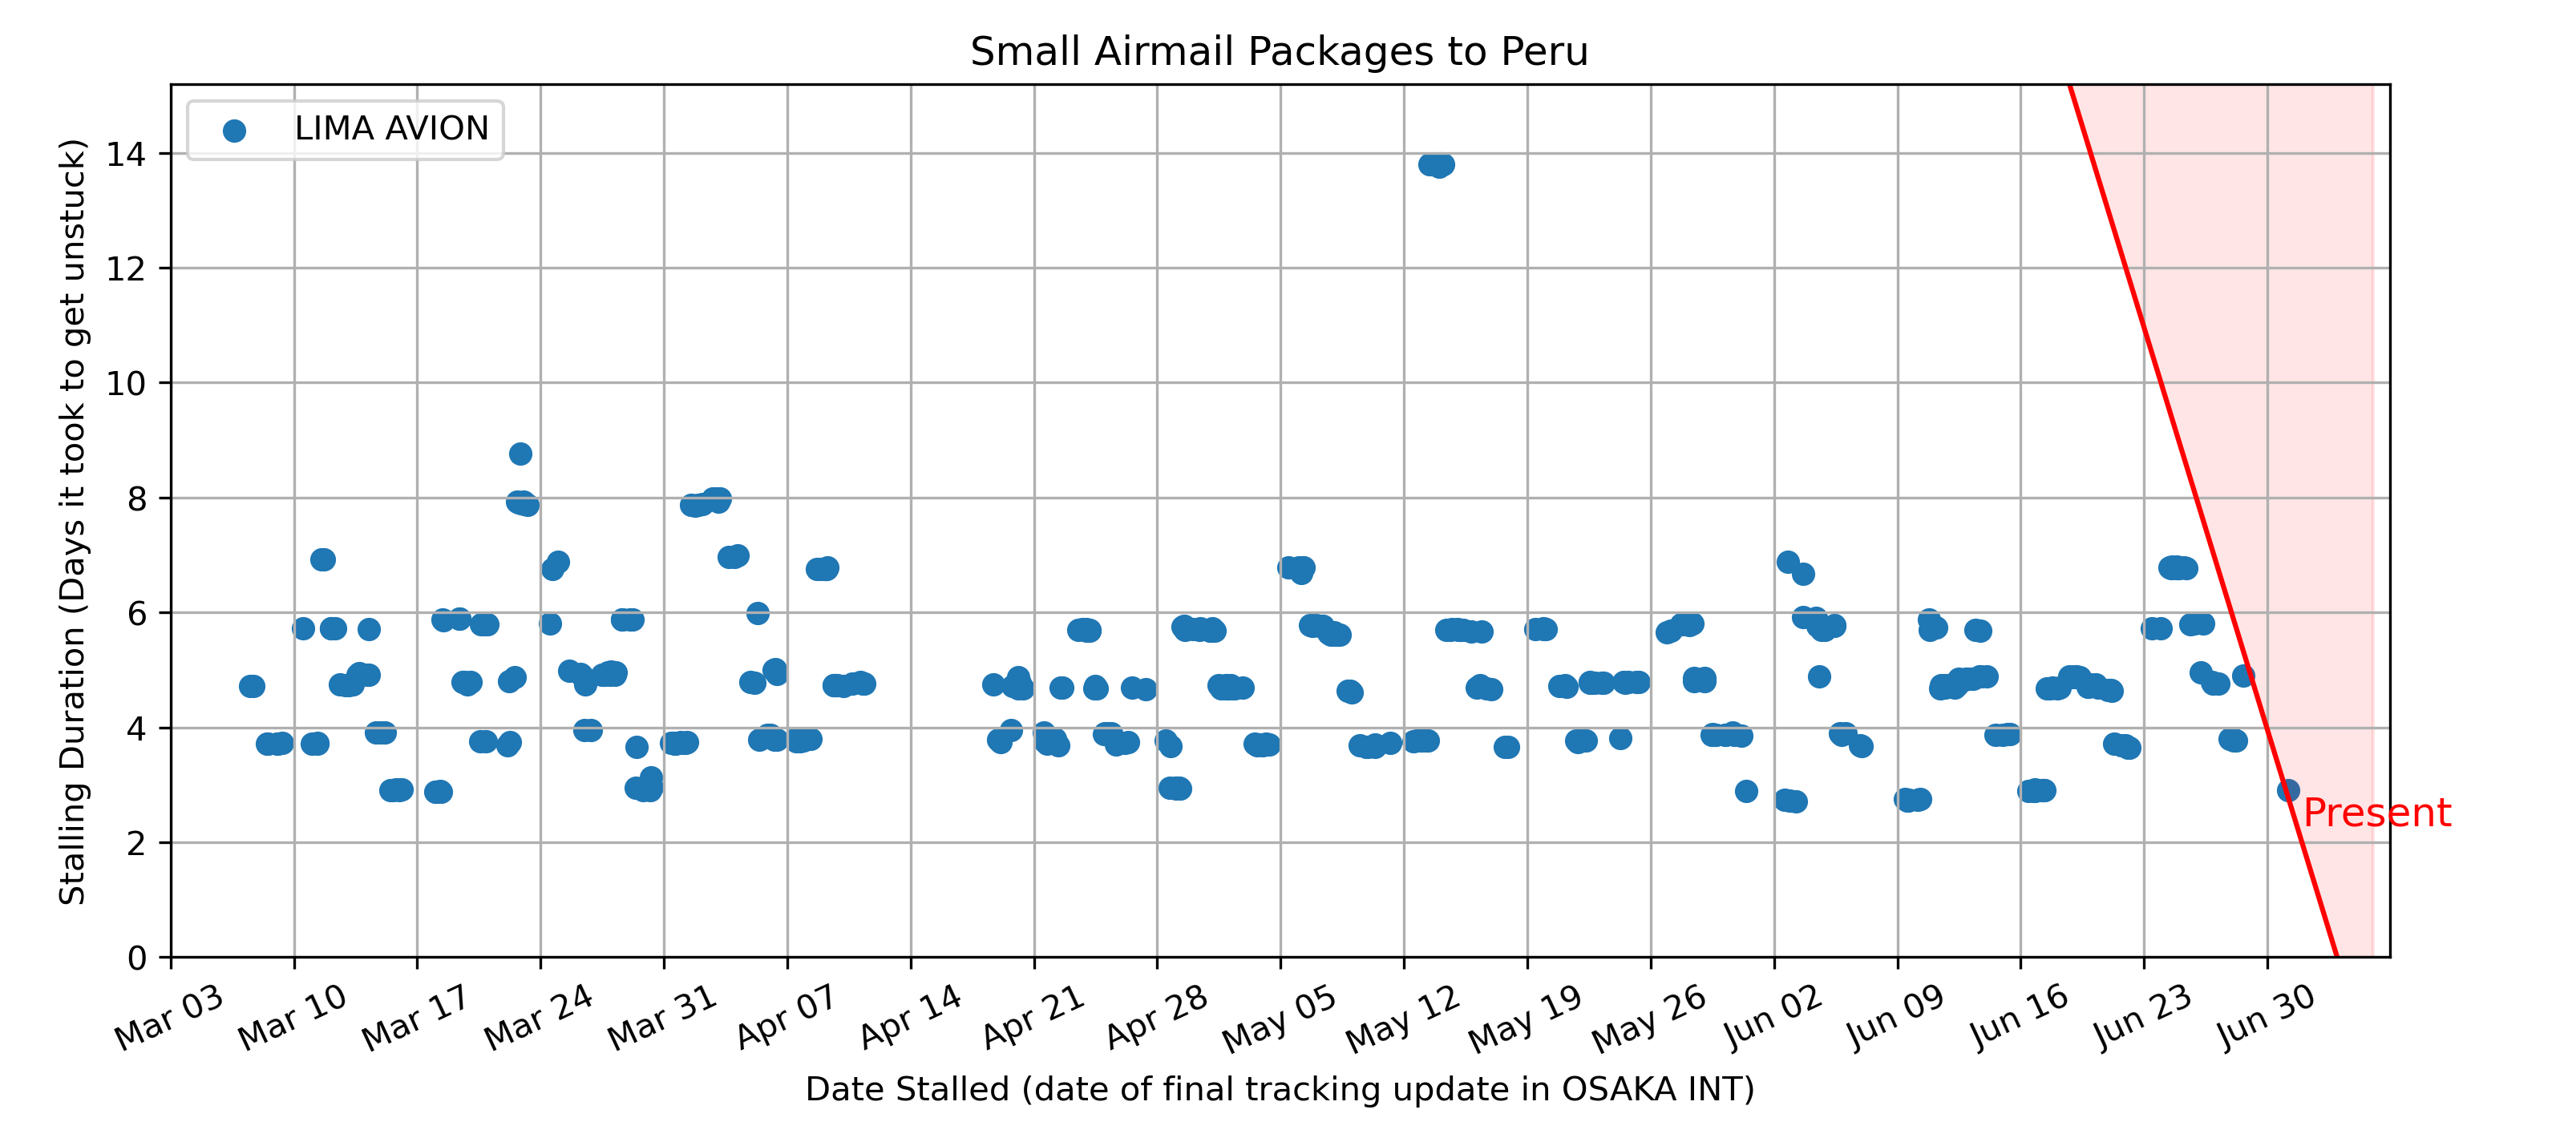 Small Airmail Packages to Peru
LIMA AVION
Stalling Duration (Days it took to get unstuck)
14
12
10
8
6
4
2
0
Present
Mar 03
Mar 10
Mar 17
Mar 24
Mar 31
Apr 07
Apr 14
Apr 21
Apr 28
May 05
May 12
May 19
May 26
Jun 02
Jun 09
Jun 16
Jun 23
Jun 30
Date Stalled (date of final tracking update in OSAKA INT)